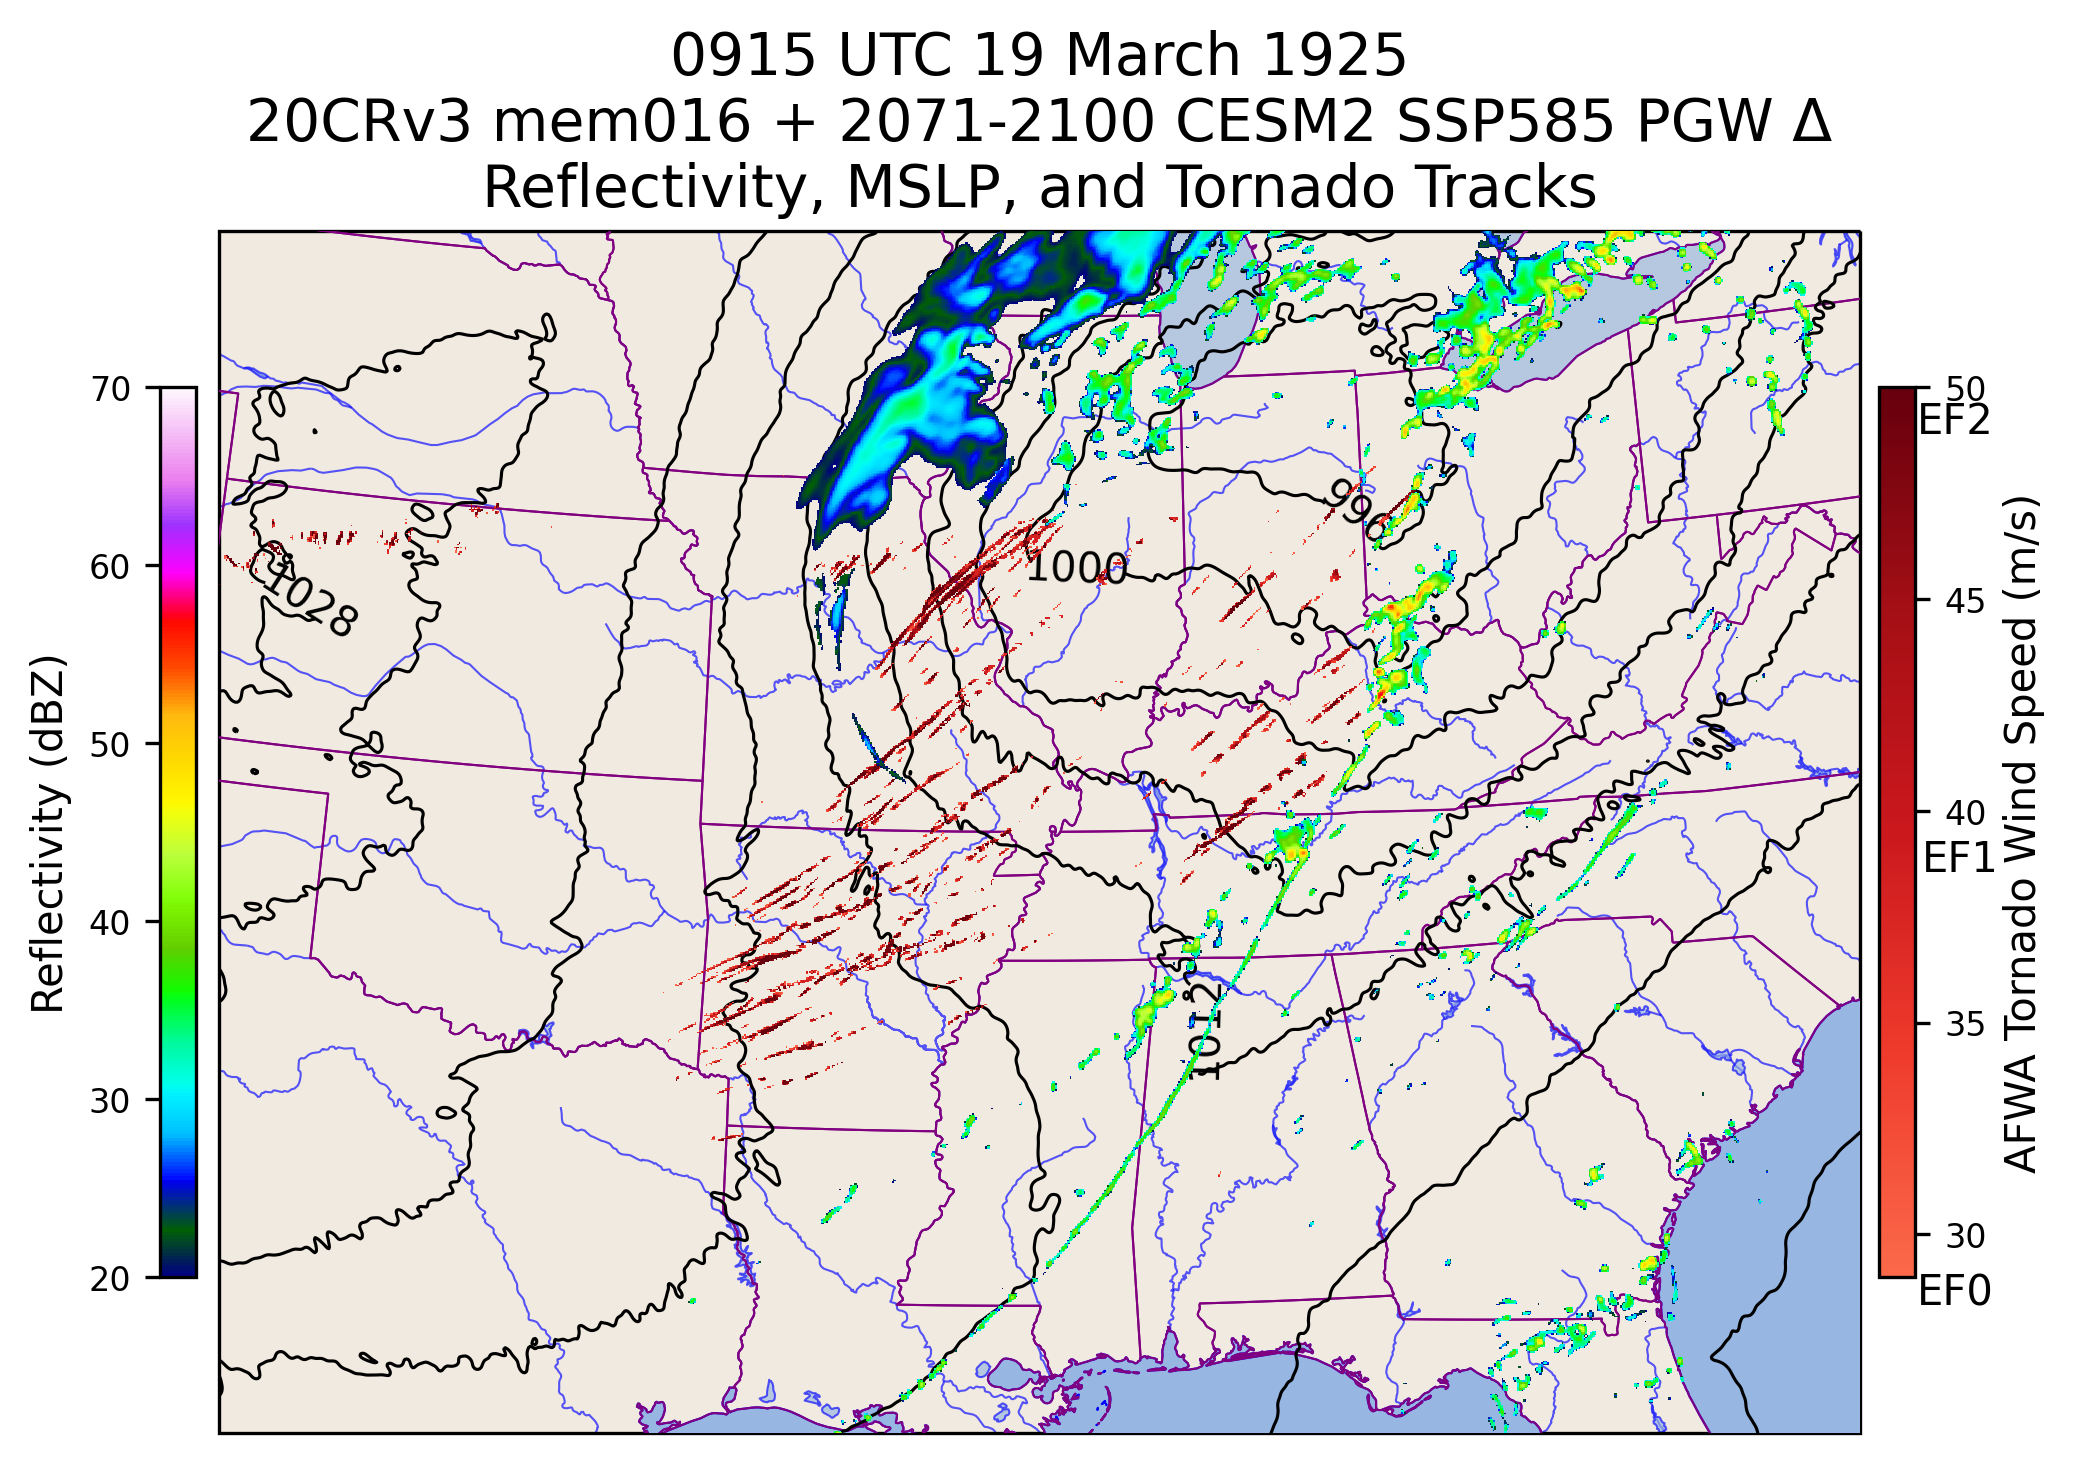 0915 UTC 19 March 1925
20CRv3 mem016 + 2071-2100 CESM2 SSP585 PGW Δ
Reflectivity, MSLP, and Tornado Tracks
70
60
50
40
30
20
Reflectivity (dBZ)
1028
1000
990
1012
50
EF2
45
40
EF1
35
30
EF0
AFWA Tornado Wind Speed (m/s)